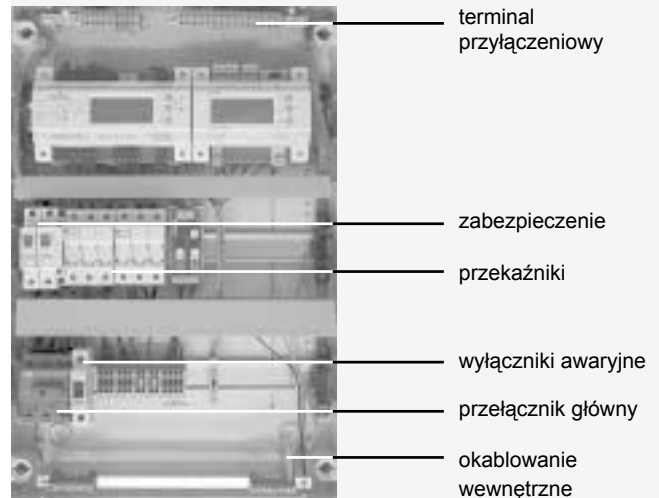 terminal
przyłączeniowy
zabezpieczenie
przekaźniki
wyłączniki awaryjne
przełącznik główny
okablowanie
wewnętrzne